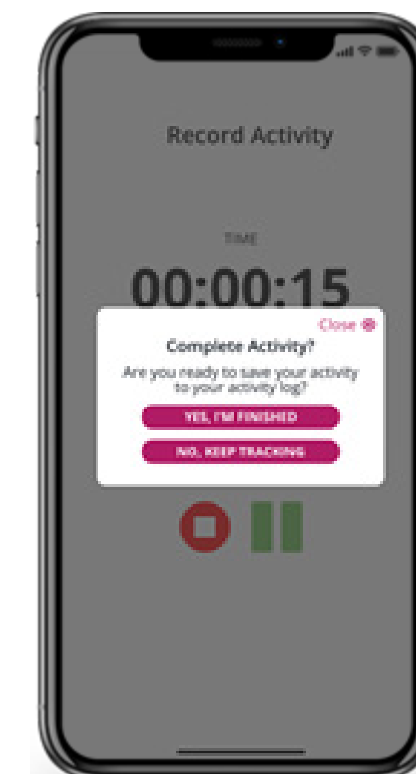 Record Activity
TIME
00:00:15
Close
Complete Activity?
Are you ready to save your activity
to your activity log?
YES, I'M FINISHED
NO, KEEP TRACKING